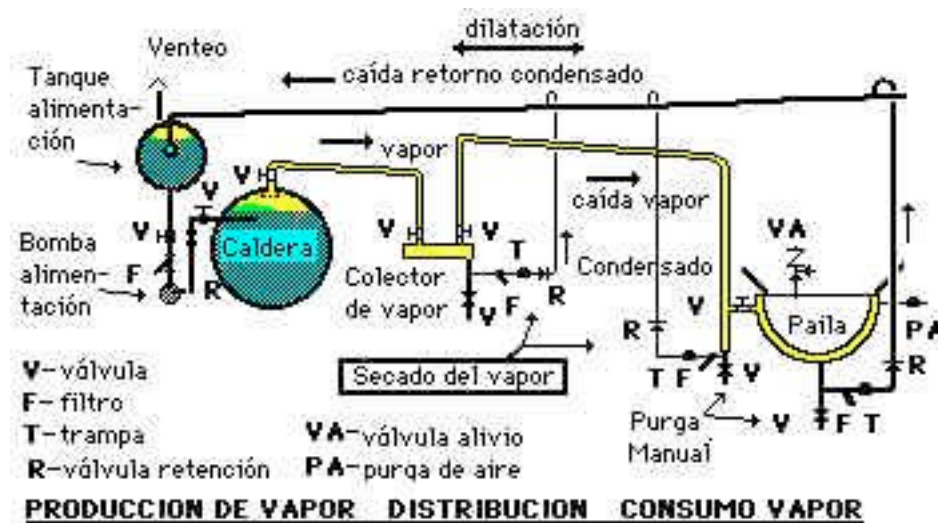 dilatación
Venteo
caída retorno condensado
Tanque
alimenta-
ción
vapor
V
V
caída vapor
V
Caldera
V
V
T
VA
Bomba
alimen-
tación
F
R
Colector
de vapor
V
F
R
Condensado
V
Paila
PA
R
R
Secado del vapor
T F
V
V
F T
Purga
Manual
V-válvula
F-filtro
T-trampa
R-válvula retención
VA-válvula alivio
PA-purga de aire
PRODUCCION DE VAPOR DISTRIBUCION CONSUMO VAPOR